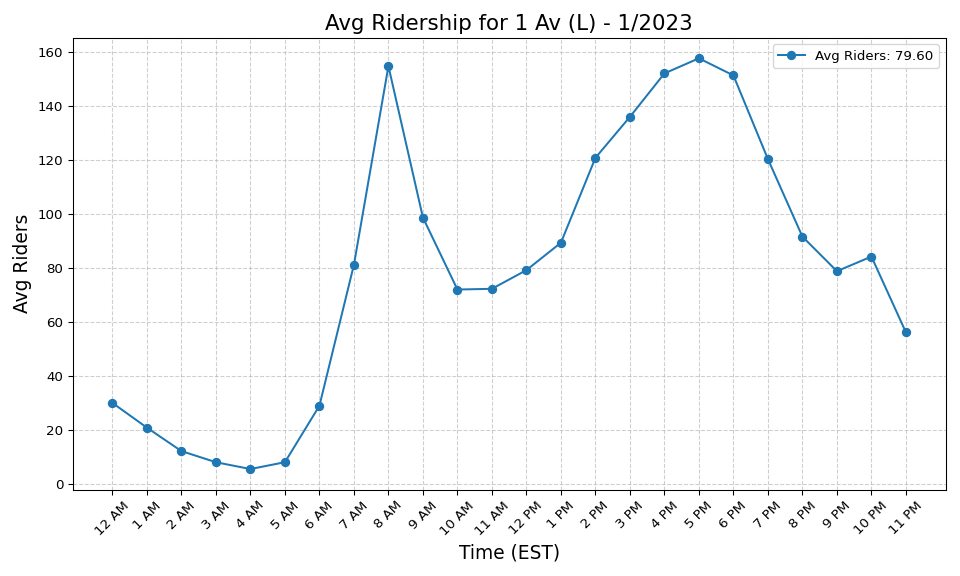 Avg Ridership for 1 Av (L) - 1/2023
Avg Riders: 79.60
160
140
120
100
80
60
40
20
0
Avg Riders
12 AM
1 AM
2 AM
3 AM
4 AM
5 AM
6 AM
7 AM
8 AM
9 AM
10 AM
11 AM
12 PM
1 PM
2 PM
3 PM
4 PM
5 PM
6 PM
7 PM
8 PM
9 PM
10 PM
11 PM
Time (EST)